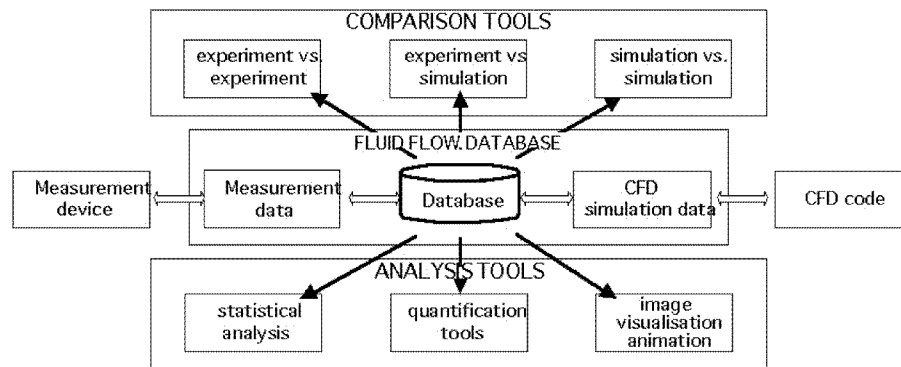 COMPARISON TOOLS
experiment vs.
experiment
experiment vs
simulation
simulation vs.
simulation
FLUID FLOW.DATABASE
Measurement
device
Measurement
data
Database
CFD
simulation data
CFD code
ANALYSIS TOOLS
statistical
analysis
quantification
tools
image
visualisation
animation